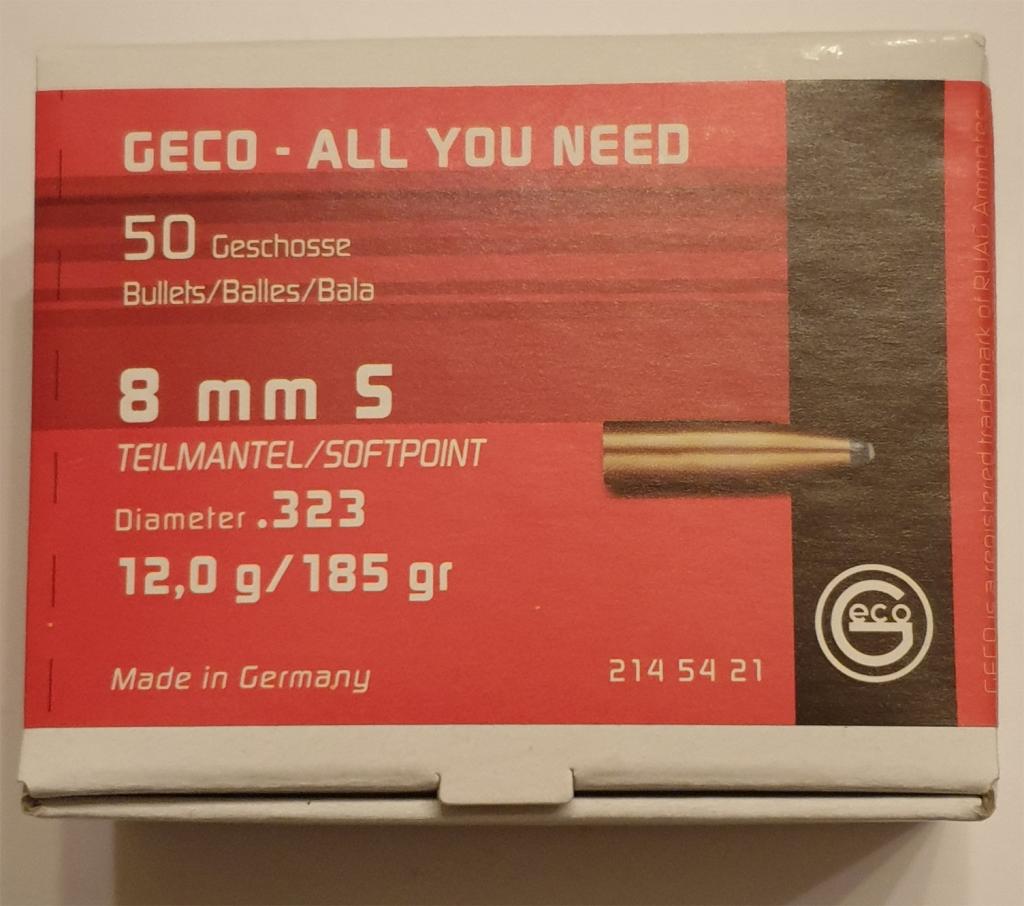 GECO - ALL YOU NEED
50 Geschosse
Bullets/Balles/Bala
8 mm S
TEILMANTEL/SOFTPOINT
Diameter .323
12,0 g/185 gr
Made in Germany
214 54 21
Geco
GECO is a registered trademark of RUAG Ammotec